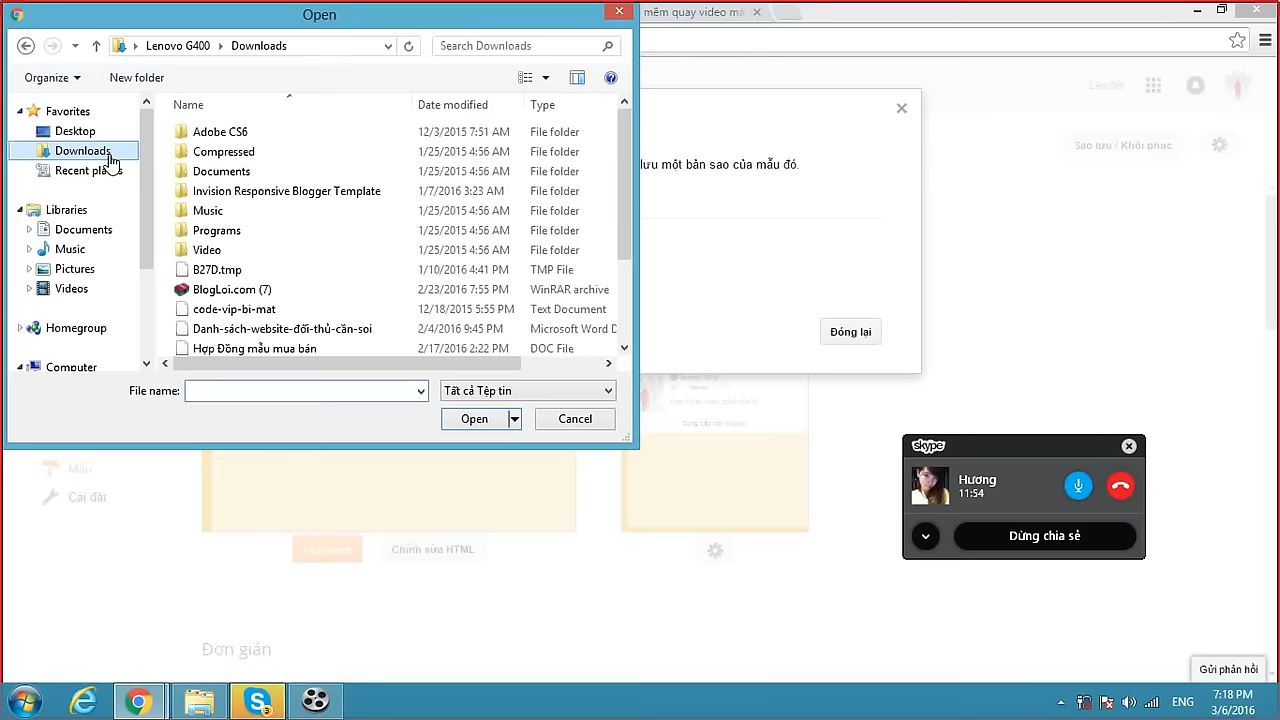 Open
mềm quay video mà
Lenovo G400 Downloads
Search Downloads
Organize New folder
Name Date modified Type
Favorites
Desktop
Downloads
Recent
Libraries
Documents
Music
Pictures
Videos
Homegroup
Computer
Adobe CS6 12/3/2015 7:51 AM File folder
Compressed 1/25/2015 4:56 AM File folder
Documents 1/25/2015 4:56 AM File folder
Invision Responsive Blogger Template 1/7/2016 3:23 AM File folder
Music 1/25/2015 4:56 AM File folder
Programs 1/25/2015 4:56 AM File folder
Video 1/25/2015 4:56 AM File folder
B27D.tmp 1/10/2016 4:41 PM TMP File
BlogLoi.com (7) 2/23/2016 7:55 PM WinRAR archive
code-vip-bi-mat 12/18/2015 5:55 PM Text Document
Danh-sách-website-đối-thủ-cần-soi 2/4/2016 9:45 PM Microsoft Word D
Hợp Đồng mẫu mua bán 2/17/2016 2:22 PM DOC File
File name:
Tất cả Tệp tin
Open
Cancel
Leader
Sao lưu / Khôi phục
lưu một bản sao của mẫu đó.
Đóng lại
Mẫu
Cài đặt
Chỉnh sửa HTML
Đơn giản
skype
Hương
11:54
Dừng chia sẻ
Gửi phản hồi
3
ENG
7:18 PM
3/6/2016